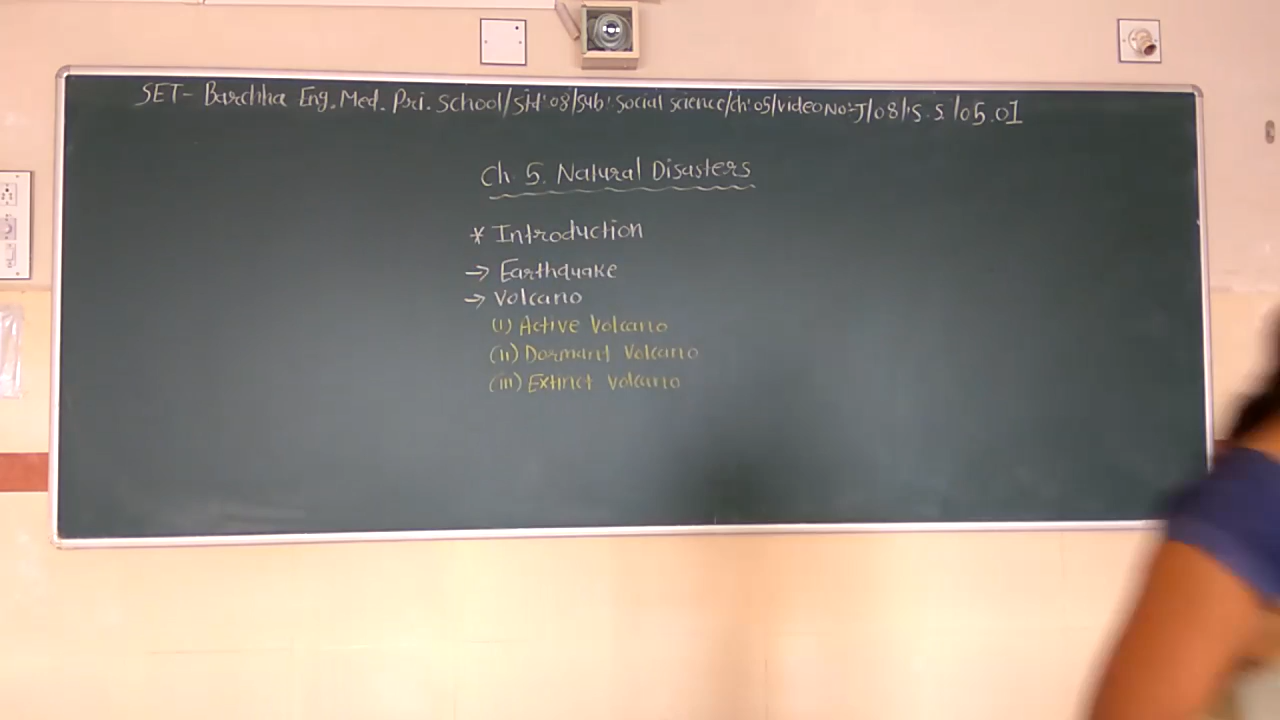 SET- Barchha Eng. Med. Pri. School/Std:08/Sub: Social science/ch:05/Video No:-J/08/S.S./05.01
Ch 5. Natural Disasters
* Introduction
→ Earthquake
→ Volcano
(i) Active Volcano
(ii) Dormant Volcano
(iii) Extinct Volcano